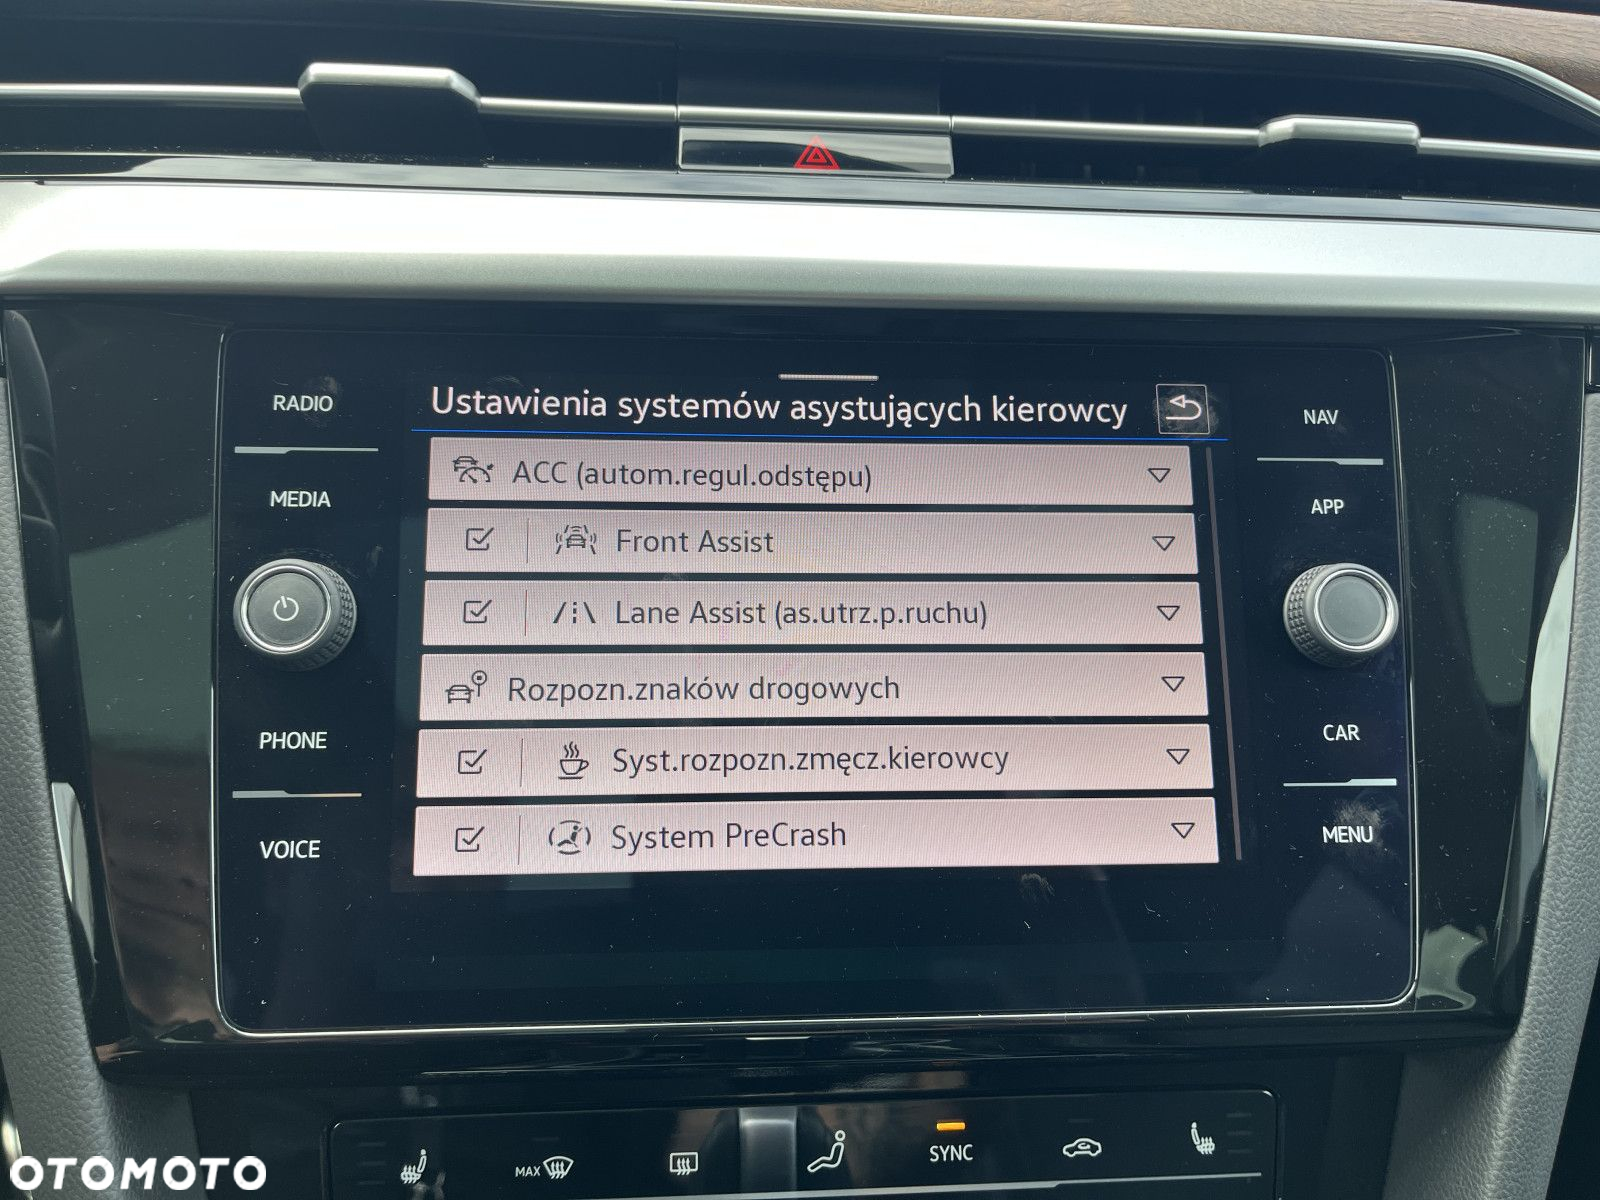 RADIO
MEDIA
PHONE
VOICE
Ustawienia systemów asystujących kierowcy
ACC (autom.regul.odstępu)
Front Assist
Lane Assist (as.utrz.p.ruchu)
Rozpozn.znaków drogowych
Syst.rozpozn.zmęcz.kierowcy
System PreCrash
NAV
APP
CAR
MENU
MAX
SYNC
OTOMOTO